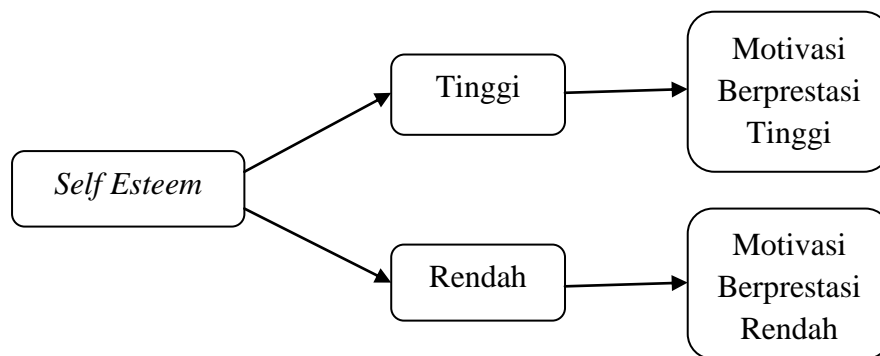 Self Esteem
Tinggi
Motivasi
Berprestasi
Tinggi
Rendah
Motivasi
Berprestasi
Rendah